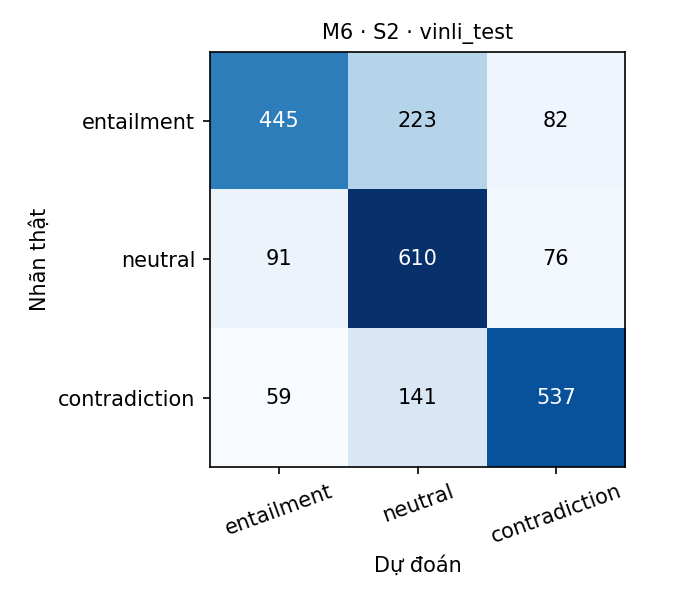 M6 · S2 · vinli_test
entailment 445 223 82
neutral 91 610 76
contradiction 59 141 537
Nhãn thật
entailment neutral contradiction
Dự đoán